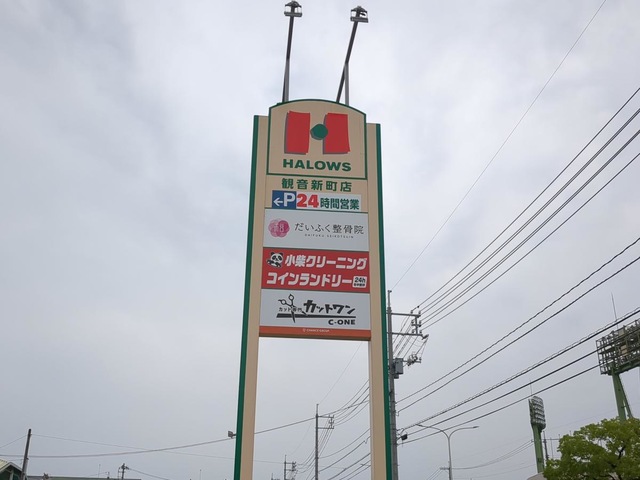 HALOWS
観音新町店
←P24時間営業
だいふく整骨院
小柴クリーニング
コインランドリー
24h
カットワン
C-ONE